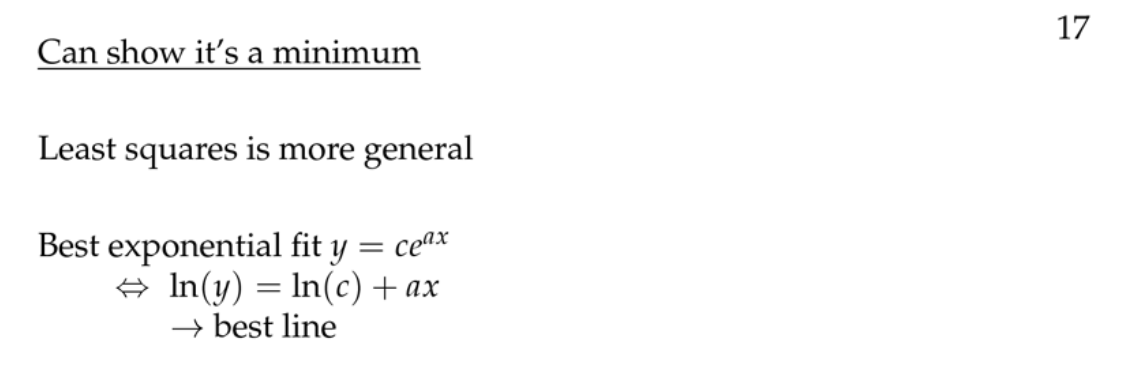 17
Can show it's a minimum
Least squares is more general
Best exponential fit y = ce^{ax}
⇔ ln(y) = ln(c) + ax
→ best line